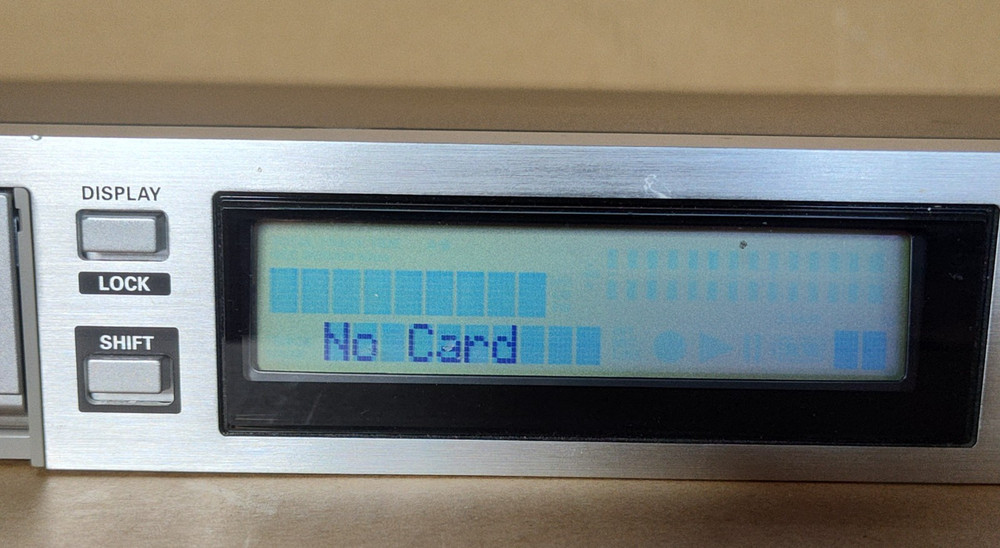 DISPLAY
LOCK
SHIFT
No Card